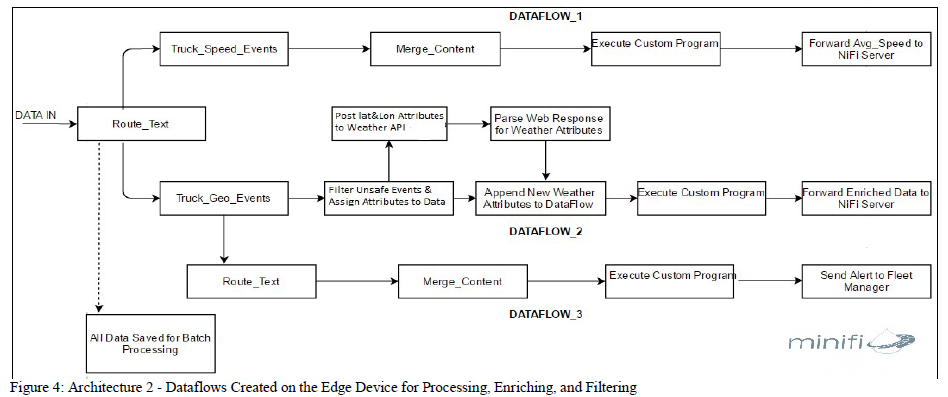 DATAFLOW_1
Truck_Speed_Events
Merge_Content
Execute Custom Program
Forward Avg_Speed to
NiFi Server
DATA IN
Route_Text
Post lat&Lon Attributes
to Weather API
Parse Web Response
for Weather Attributes
Truck_Geo_Events
Filter Unsafe Events &
Assign Attributes to Data
Append New Weather
Attributes to DataFlow
Execute Custom Program
Forward Enriched Data to
NiFi Server
DATAFLOW_2
Route_Text
Merge_Content
Execute Custom Program
Send Alert to Fleet
Manager
DATAFLOW_3
All Data Saved for Batch
Processing
minifi
Figure 4: Architecture 2 - Dataflows Created on the Edge Device for Processing, Enriching, and Filtering